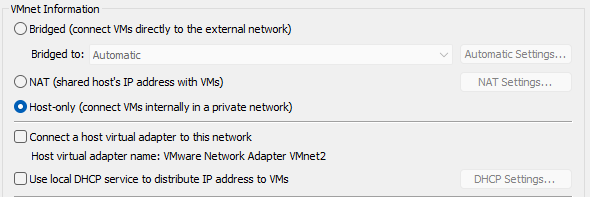 VMnet Information
Bridged (connect VMs directly to the external network)
Bridged to: Automatic Automatic Settings...
NAT (shared host's IP address with VMs) NAT Settings...
Host-only (connect VMs internally in a private network)
Connect a host virtual adapter to this network
Host virtual adapter name: VMware Network Adapter VMnet2
Use local DHCP service to distribute IP address to VMs DHCP Settings...